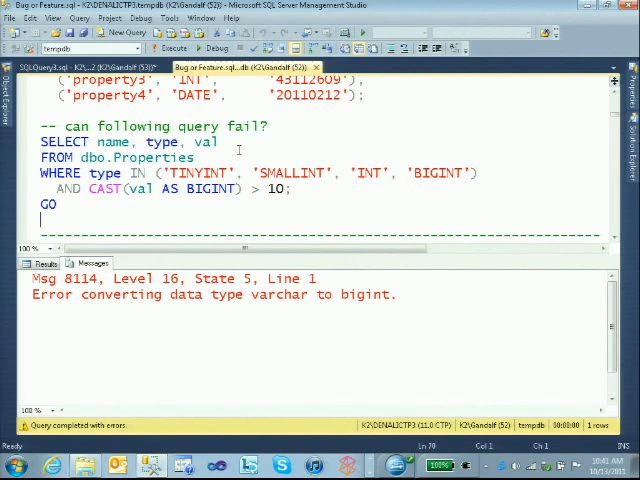 Bug or Feature.sql - K2\DENALICTP3.tempdb (K2\Gandalf (52)) - Microsoft SQL Server Management Studio
File Edit View Query Project Debug Tools Window Help
New Query
tempdb Execute Debug
SQLQuery3.sql - K2\...2 (K2\Gandalf (53))* Bug or Feature.sql...db (K2\Gandalf (52))
Object Explorer
Properties
Solution Explorer
('property3', 'INT', '43112609'),
('property4', 'DATE', '20110212');
-- can following query fail?
SELECT name, type, val
FROM dbo.Properties
WHERE type IN ('TINYINT', 'SMALLINT', 'INT', 'BIGINT')
AND CAST(val AS BIGINT) > 10;
GO
--------------------------------------------------------------------
100 %
Results Messages
Msg 8114, Level 16, State 5, Line 1
Error converting data type varchar to bigint.
100 %
Query completed with errors. K2\DENALICTP3 (11.0 CTP) K2\Gandalf (52) tempdb 00:00:00 1 rows
Ready Ln 70 Col 1 Ch 1 INS
100% 10:41 AM
10/13/2011